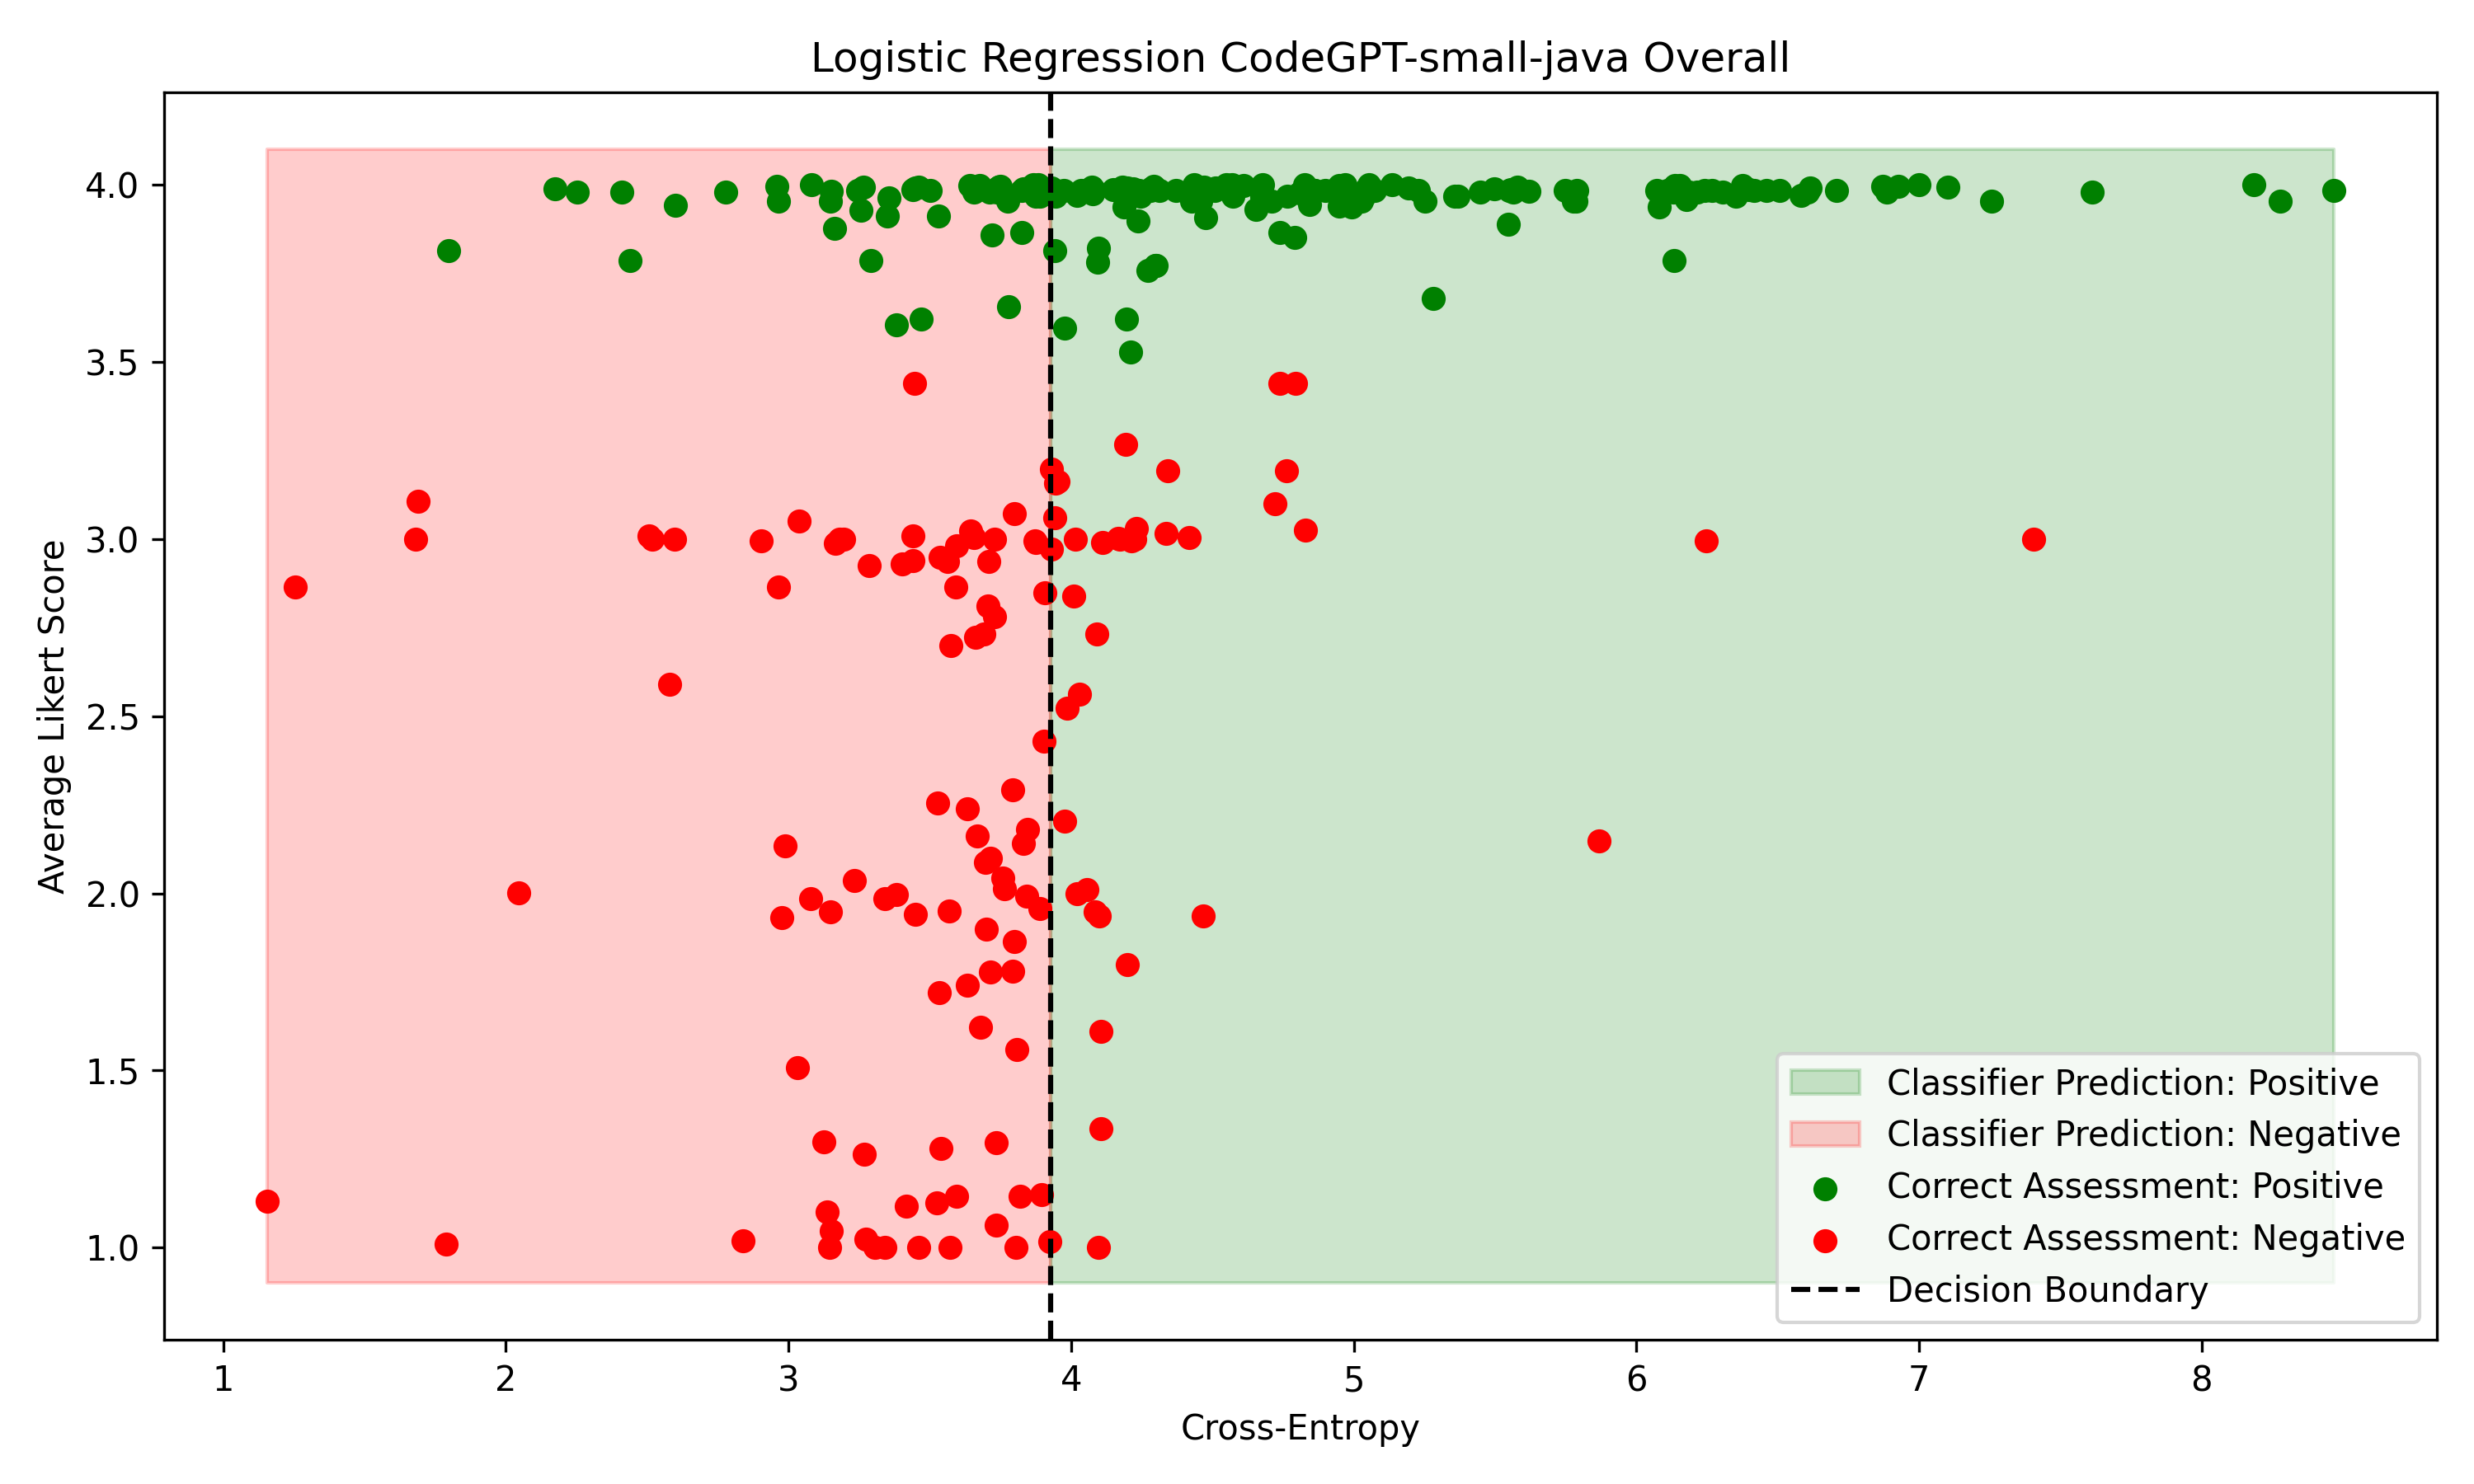 Logistic Regression CodeGPT-small-java Overall
Average Likert Score
4.0
3.5
3.0
2.5
2.0
1.5
1.0
Classifier Prediction: Positive
Classifier Prediction: Negative
Correct Assessment: Positive
Correct Assessment: Negative
Decision Boundary
1 2 3 4 5 6 7 8
Cross-Entropy